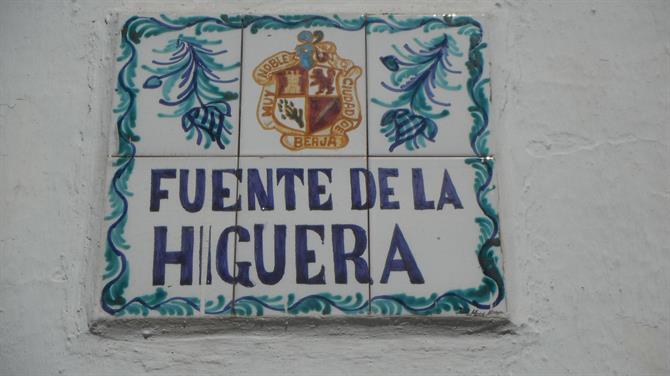 MUY NOBLE CIUDAD DE
BERJA
FUENTE DE LA
HIGUERA